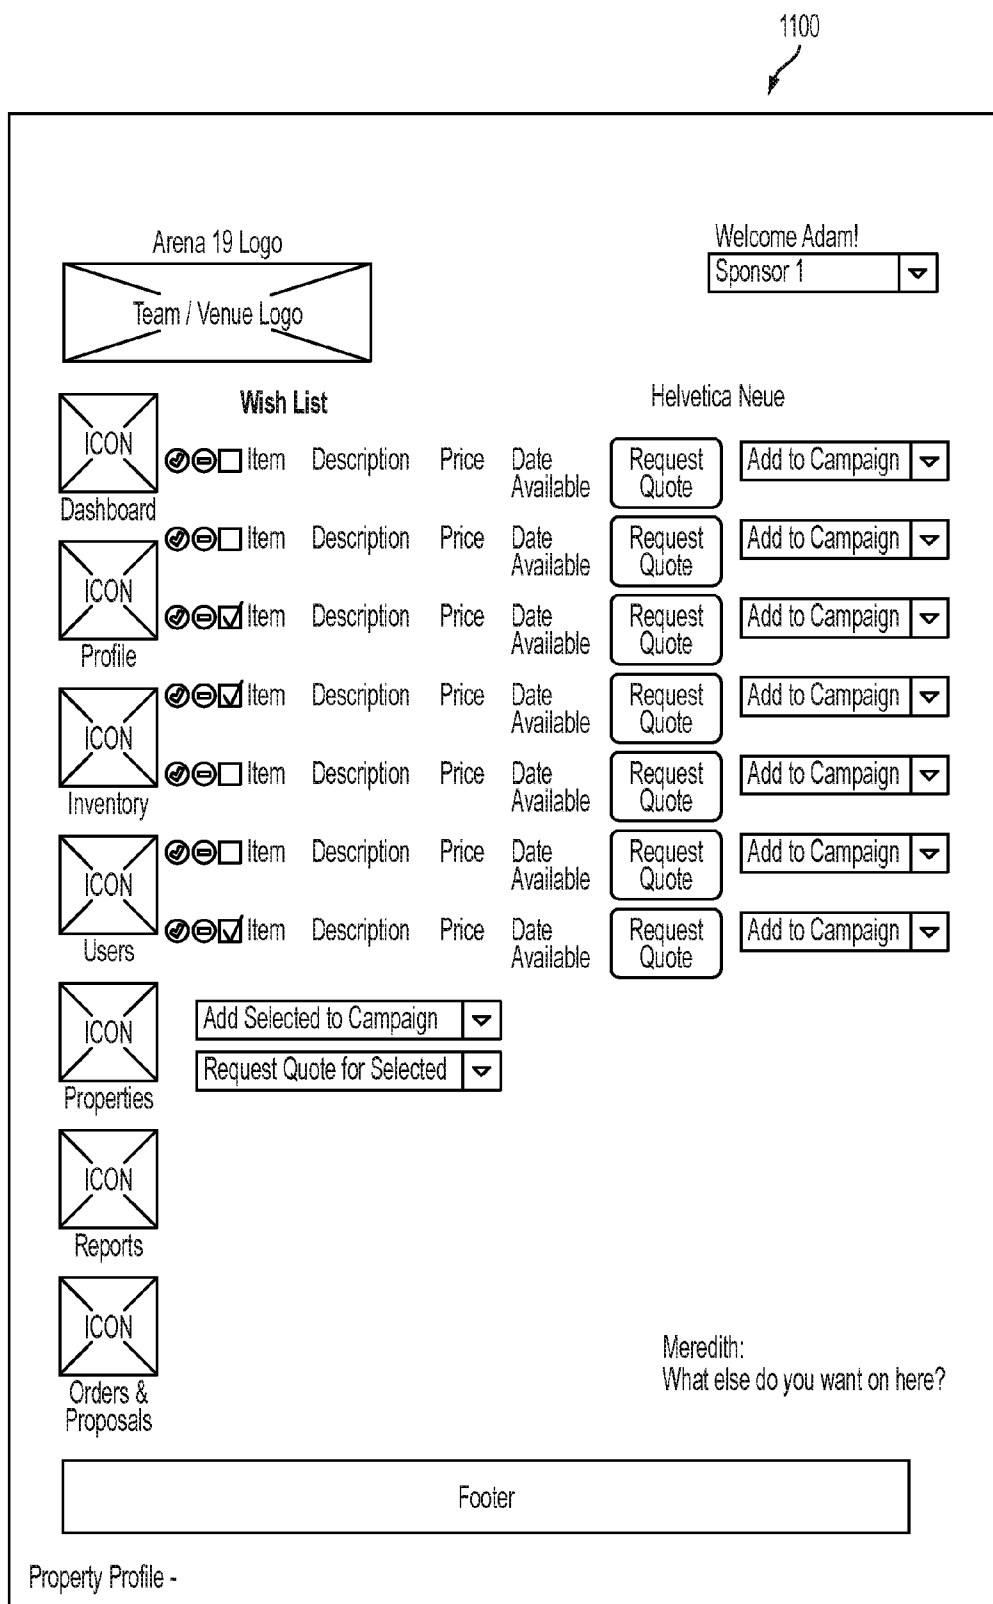 1100
Arena 19 Logo
Team / Venue Logo
Welcome Adam!
Sponsor 1
Wish List
Helvetica Neue
ICON
Dashboard
Item Description Price Date Available Request Quote Add to Campaign
Item Description Price Date Available Request Quote Add to Campaign
ICON
Profile
Item Description Price Date Available Request Quote Add to Campaign
Item Description Price Date Available Request Quote Add to Campaign
ICON
Inventory
Item Description Price Date Available Request Quote Add to Campaign
Item Description Price Date Available Request Quote Add to Campaign
ICON
Users
Item Description Price Date Available Request Quote Add to Campaign
ICON
Properties
Add Selected to Campaign
Request Quote for Selected
ICON
Reports
ICON
Orders &
Proposals
Meredith:
What else do you want on here?
Footer
Property Profile -